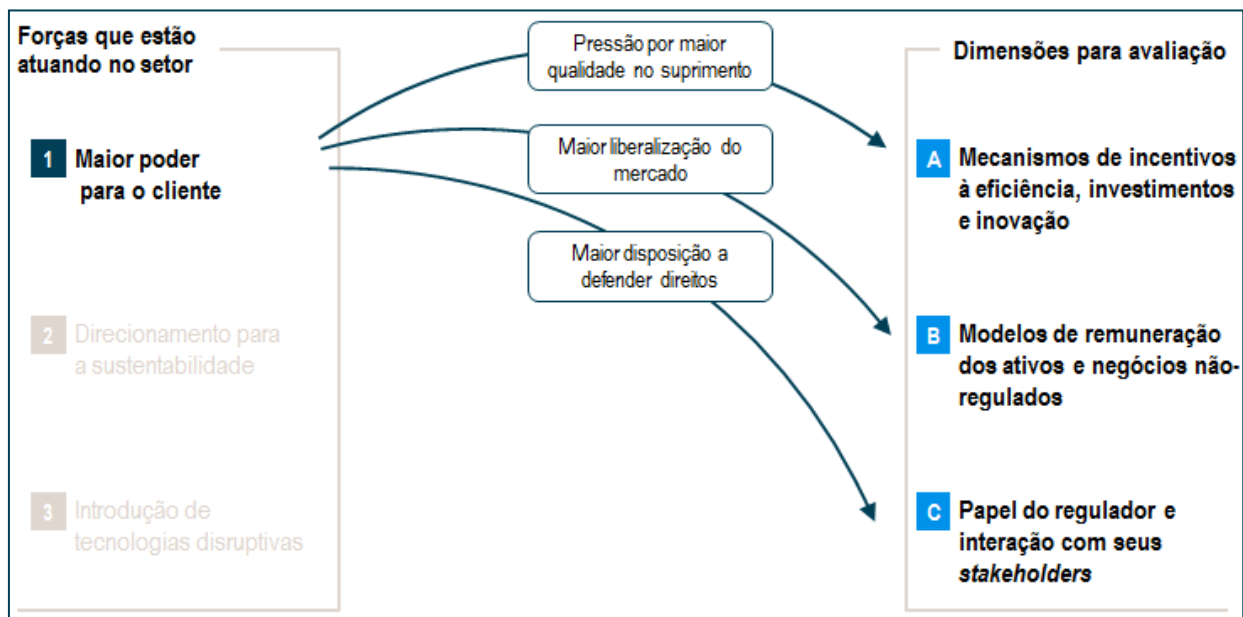 Forças que estão
atuando no setor
1
Maior poder
para o cliente
2
Direcionamento para
a sustentabilidade
3
Introdução de
tecnologias disruptivas
Pressão por maior
qualidade no suprimento
Maior liberalização do
mercado
Maior disposição a
defender direitos
Dimensões para avaliação
A
Mecanismos de incentivos
à eficiência, investimentos
e inovação
B
Modelos de remuneração
dos ativos e negócios não-
regulados
C
Papel do regulador e
interação com seus
stakeholders